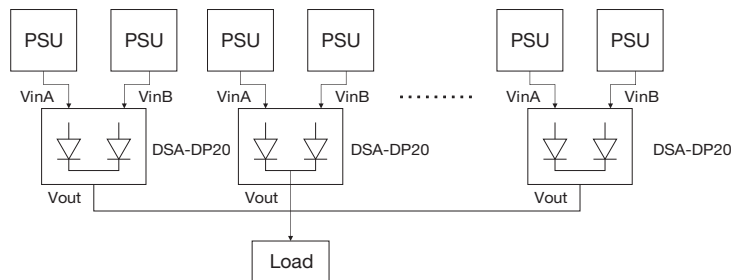 PSU PSU PSU PSU PSU PSU
VinA VinB VinA VinB VinA VinB
DSA-DP20 DSA-DP20 DSA-DP20
Vout Vout Vout
Load